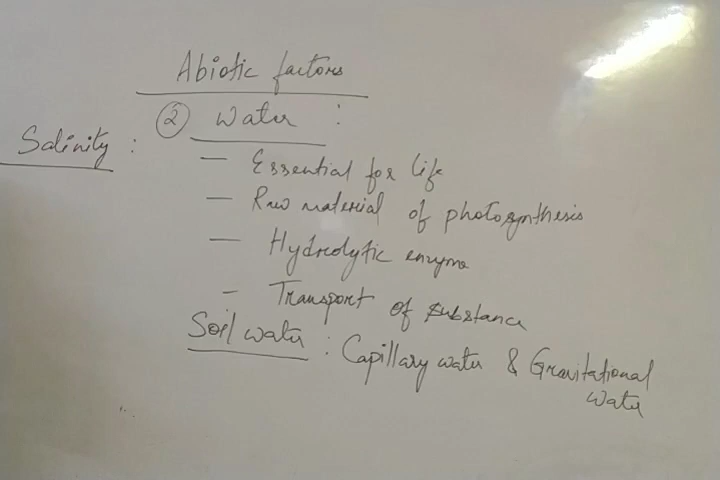 Abiotic factors
② Water :
Salinity :
— Essential for life
— Raw material of photosynthesis
— Hydrolytic enzyme
- Transport of substance
Soil water : Capillary water & Gravitational
water